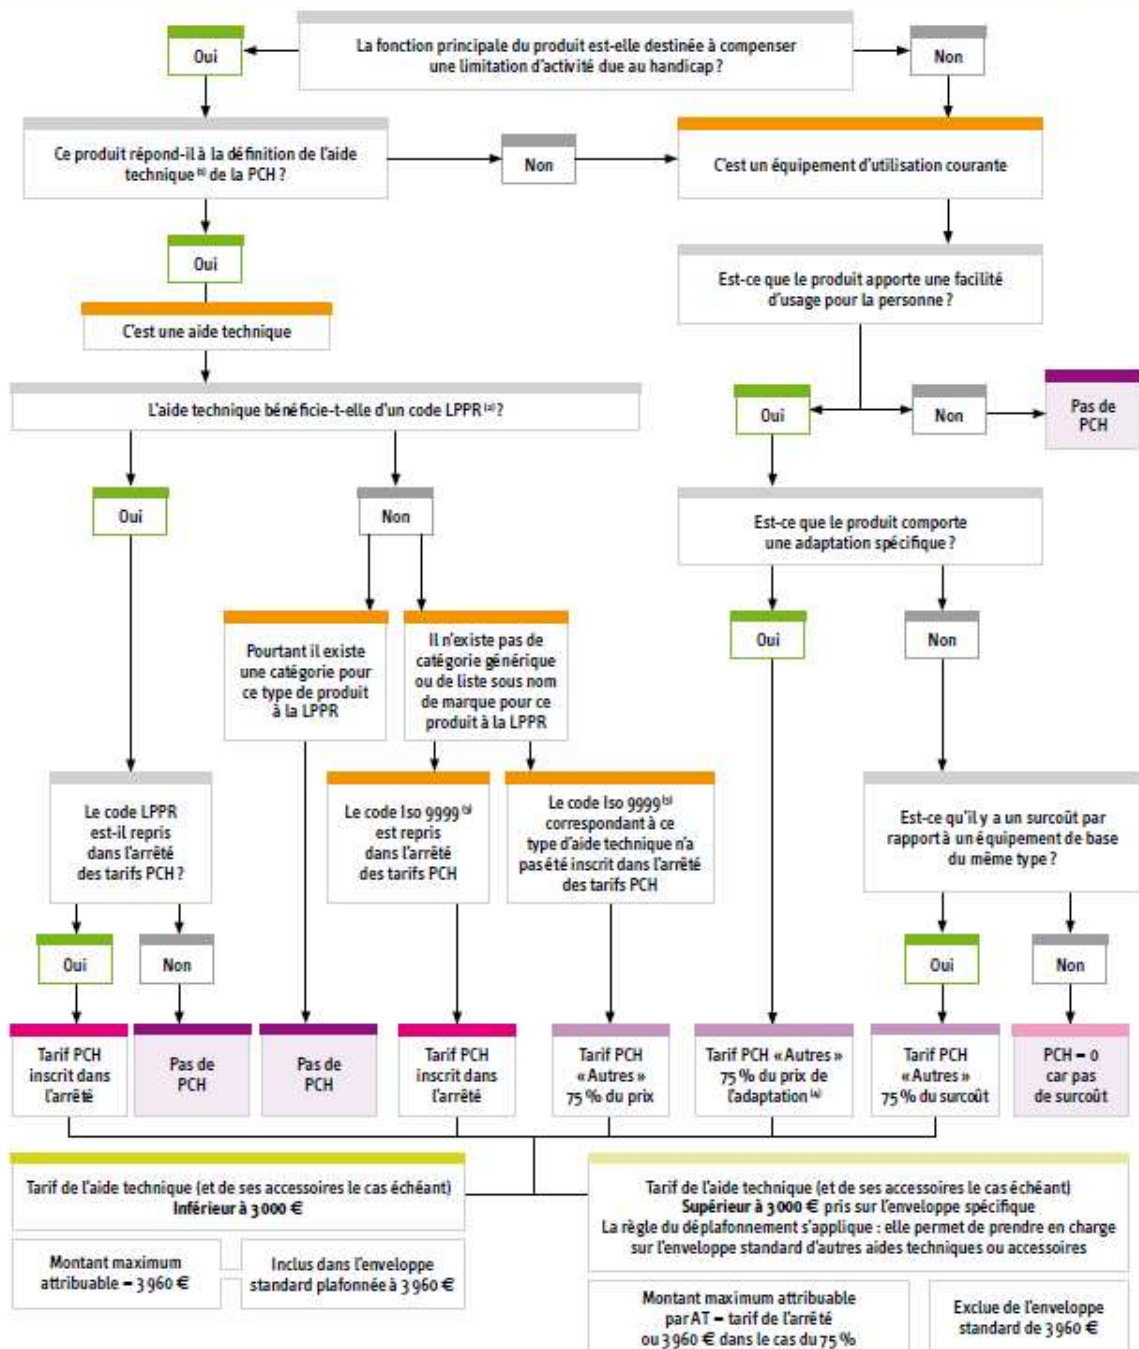 La fonction principale du produit est-elle destinée à compenser
une limitation d'activité due au handicap ?
Oui
Non
Ce produit répond-il à la définition de l'aide
technique (1) de la PCH ?
Non
C'est un équipement d'utilisation courante
Oui
Est-ce que le produit apporte une facilité
d'usage pour la personne ?
C'est une aide technique
L'aide technique bénéficie-t-elle d'un code LPPR (2) ?
Oui
Non
Pas de
PCH
Oui
Non
Est-ce que le produit comporte
une adaptation spécifique ?
Pourtant il existe
une catégorie pour
ce type de produit
à la LPPR
Il n'existe pas de
catégorie générique
ou de liste sous nom
de marque pour ce
produit à la LPPR
Oui
Non
Le code LPPR
est-il repris
dans l'arrêté
des tarifs PCH ?
Le code Iso 9999 (3)
est repris
dans l'arrêté
des tarifs PCH
Le code Iso 9999 (3)
correspondant à ce
type d'aide technique n'a
pas été inscrit dans l'arrêté
des tarifs PCH
Est-ce qu'il y a un surcoût par
rapport à un équipement de base
du même type ?
Oui
Non
Oui
Non
Tarif PCH
inscrit dans
l'arrêté
Pas de
PCH
Pas de
PCH
Tarif PCH
inscrit dans
l'arrêté
Tarif PCH
« Autres »
75 % du prix
Tarif PCH « Autres »
75 % du prix de
l'adaptation (4)
Tarif PCH
« Autres »
75 % du surcoût
PCH = 0
car pas
de surcoût
Tarif de l'aide technique (et de ses accessoires le cas échéant)
Inférieur à 3 000 €
Montant maximum
attribuable = 3 960 €
Inclus dans l'enveloppe
standard plafonnée à 3 960 €
Tarif de l'aide technique (et de ses accessoires le cas échéant)
Supérieur à 3 000 € pris sur l'enveloppe spécifique
La règle du déplafonnement s'applique : elle permet de prendre en charge
sur l'enveloppe standard d'autres aides techniques ou accessoires
Montant maximum attribuable
par AT = tarif de l'arrêté
ou 3 960 € dans le cas du 75 %
Exclue de l'enveloppe
standard de 3 960 €